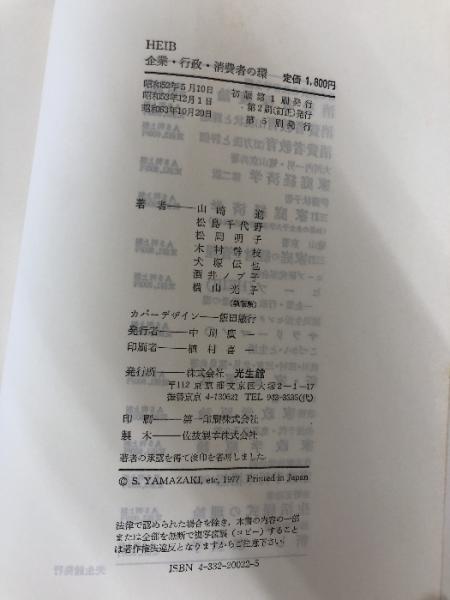 HEIB
企業・行政・消費者の環 定価 1,800円
昭和52年5月10日 初版第1刷発行
昭和53年12月1日 第2刷(訂正)発行
昭和63年10月20日 第5刷発行
著者——山崎進
松島千代野
松岡明子
木村静枝
犬塚伝也
酒井ノブ子
横山光子
(執筆順)
カバーデザイン——飯田敏行
発行者——中川廣一
印刷者——植村喜一
発行所——株式会社 光生館
〒112 東京都文京区大塚2-1-17
振替東京 4-130621 TEL 943-3535(代)
印刷——第一印刷株式会社
製本——佐抜製本株式会社
著者の承認を得て検印を省略しました
© S. YAMAZAKI, etc, 1977 Printed in Japan
法律で認められた場合を除き,本書の内容の一部
または全部を無断で複写複製(コピー)すること
は著作権法違反となりますからご注意下さい。
ISBN 4-332-20022-5